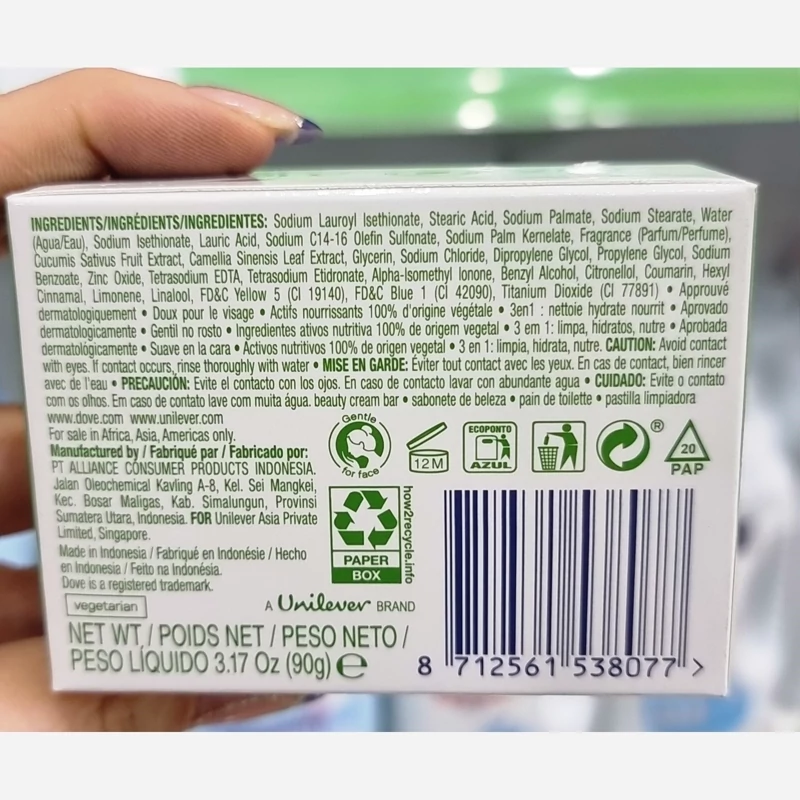 INGREDIENTS/INGRÉDIENTS/INGREDIENTES: Sodium Lauroyl Isethionate, Stearic Acid, Sodium Palmate, Sodium Stearate, Water
(Agua/Eau), Sodium Isethionate, Lauric Acid, Sodium C14-16 Olefin Sulfonate, Sodium Palm Kernelate, Fragrance (Parfum/Perfume),
Cucumis Sativus Fruit Extract, Camellia Sinensis Leaf Extract, Glycerin, Sodium Chloride, Dipropylene Glycol, Propylene Glycol, Sodium
Benzoate, Zinc Oxide, Tetrasodium EDTA, Tetrasodium Etidronate, Alpha-Isomethyl Ionone, Benzyl Alcohol, Citronellol, Coumarin, Hexyl
Cinnamal, Limonene, Linalool, FD&C Yellow 5 (CI 19140), FD&C Blue 1 (CI 42090), Titanium Dioxide (CI 77891) • Approuvé
dermatologiquement • Doux pour le visage • Actifs nourrissants 100% d'origine végétale • 3en1 : nettoie hydrate nourrit • Aprovado
dermatologicamente • Gentil no rosto • Ingredientes ativos nutritiva 100% de origem vegetal • 3 em 1: limpa, hidratos, nutre • Aprobada
dermatológicamente • Suave en la cara • Activos nutritivos 100% de origen vegetal • 3 en 1: limpia, hidrata, nutre. CAUTION: Avoid contact
with eyes. If contact occurs, rinse thoroughly with water • MISE EN GARDE: Éviter tout contact avec les yeux. En cas de contact, bien rincer
avec de l'eau • PRECAUCIÓN: Evite el contacto con los ojos. En caso de contacto lavar con abundante agua • CUIDADO: Evite o contato
com os olhos. Em caso de contato lave com muita água. beauty cream bar • sabonete de beleza • pain de toilette • pastilla limpiadora
www.dove.com www.unilever.com
For sale in Africa, Asia, Americas only.
Manufactured by / Fabriqué par / Fabricado por:
PT ALLIANCE CONSUMER PRODUCTS INDONESIA.
Jalan Oleochemical Kavling A-8, Kel. Sei Mangkei,
Kec. Bosar Maligas, Kab. Simalungun, Provinsi
Sumatera Utara, Indonesia. FOR Unilever Asia Private
Limited, Singapore.
Made in Indonesia / Fabriqué en Indonésie / Hecho
en Indonesia / Feito na Indonésia.
Dove is a registered trademark.
vegetarian
Gentle
for face
12M
ECOPONTO
AZUL
®
20
PAP
PAPER
BOX
how2recycle.info
A Unilever BRAND
NET WT./ POIDS NET / PESO NETO /
PESO LÍQUIDO 3.17 Oz (90g) e
8 712561 538077 >